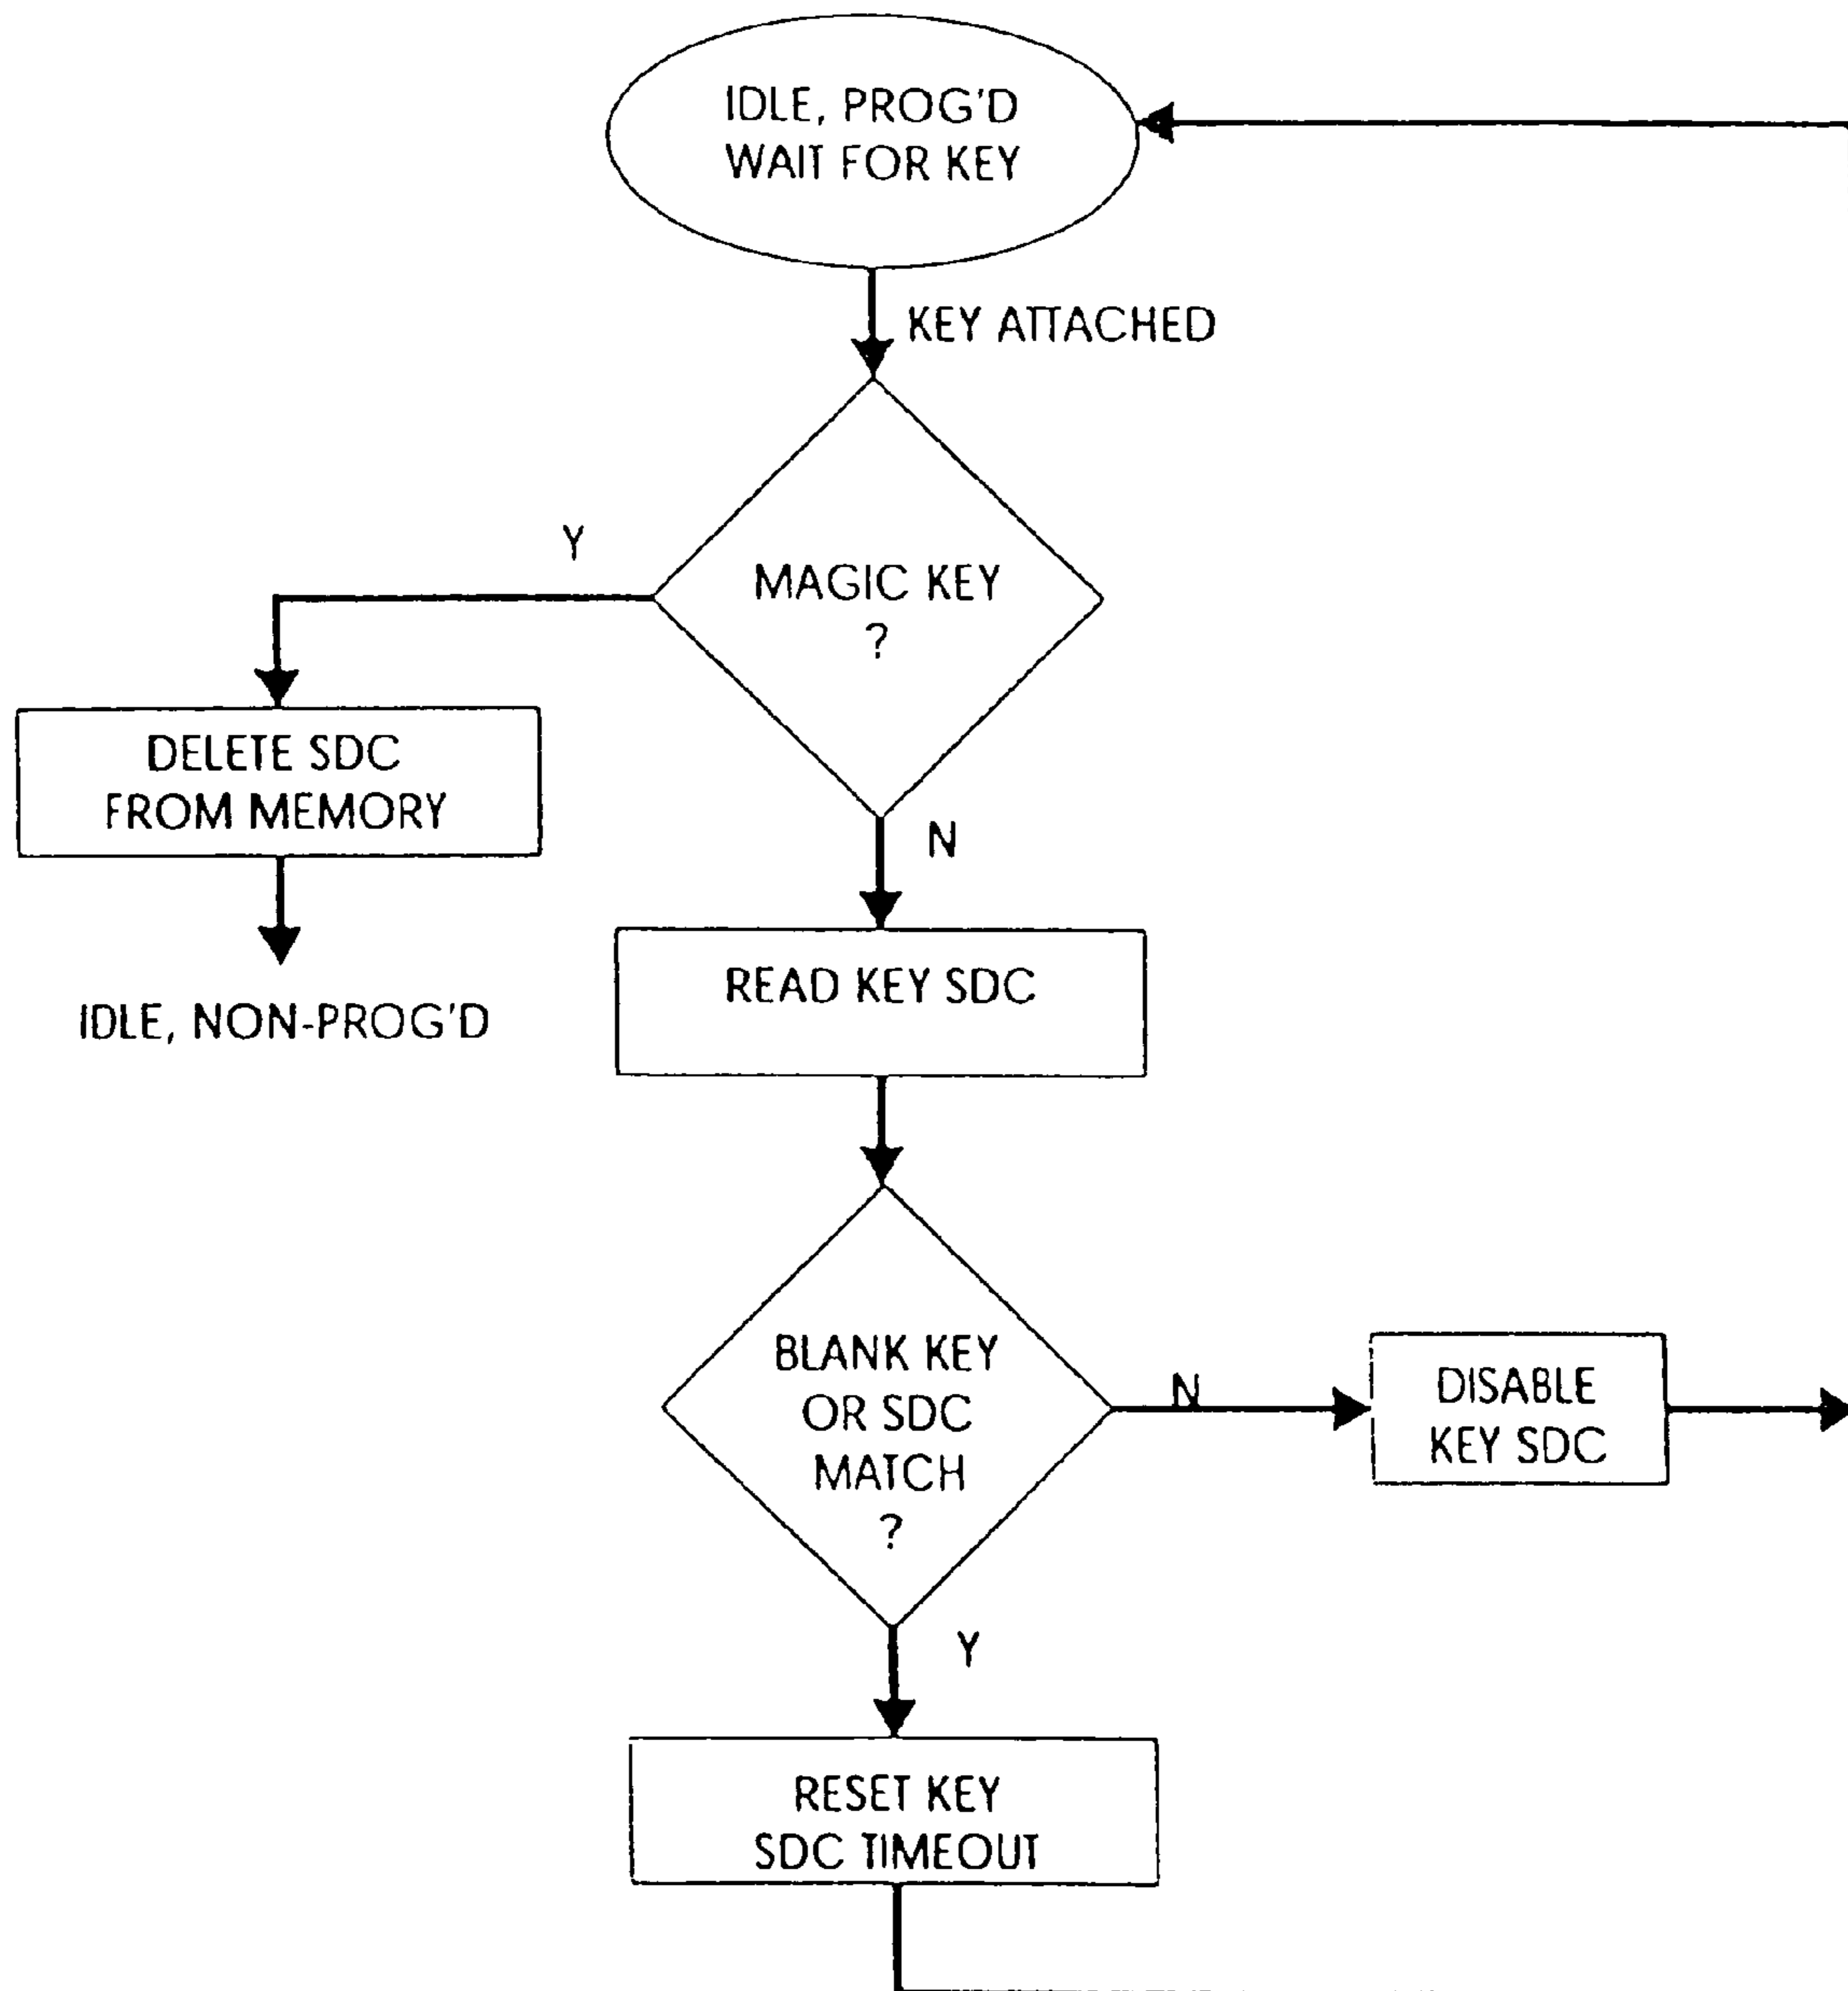 IDLE, PROG'D
WAIT FOR KEY
KEY ATTACHED
Y
MAGIC KEY
?
DELETE SDC
FROM MEMORY
N
READ KEY SDC
IDLE, NON-PROG'D
BLANK KEY
OR SDC
MATCH
?
N
DISABLE
KEY SDC
Y
RESET KEY
SDC TIMEOUT